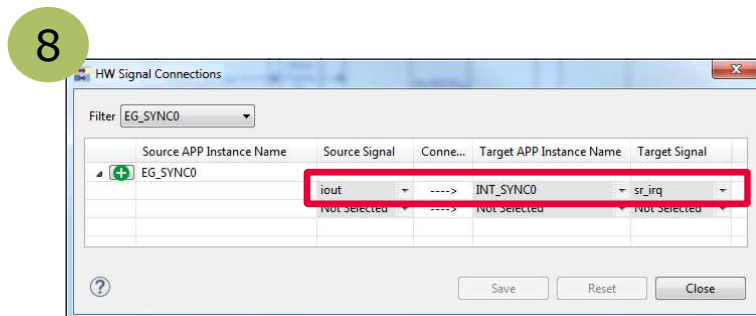 8
HW Signal Connections
Filter EG_SYNC0
Source APP Instance Name Source Signal Conne... Target APP Instance Name Target Signal
EG_SYNC0
iout ----> INT_SYNC0 sr_irq
Not Selected ----> Not Selected Not Selected
Save Reset Close